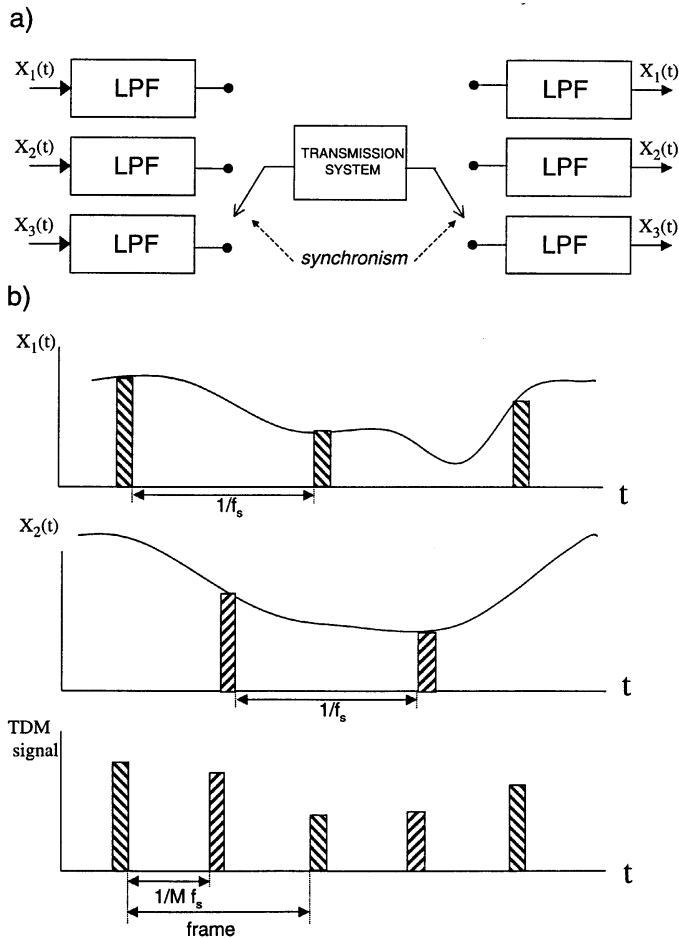 a)
X1(t) LPF LPF X1(t)
X2(t) LPF TRANSMISSION SYSTEM LPF X2(t)
X3(t) LPF LPF X3(t)
synchronism
b)
X1(t)
1/fs
t
X2(t)
1/fs
t
TDM
signal
t
1/M fs
frame